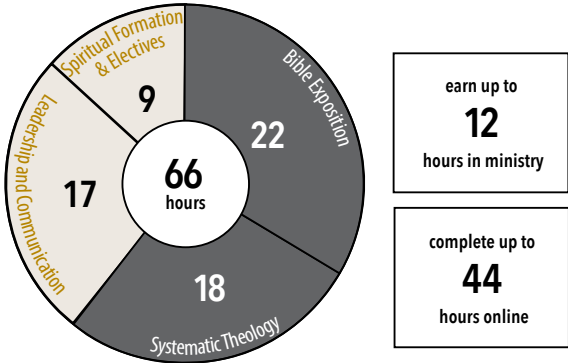 Spiritual Formation
& Electives
9
Bible Exposition
22
Leadership and Communication
17
66
hours
18
Systematic Theology
earn up to
12
hours in ministry
complete up to
44
hours online